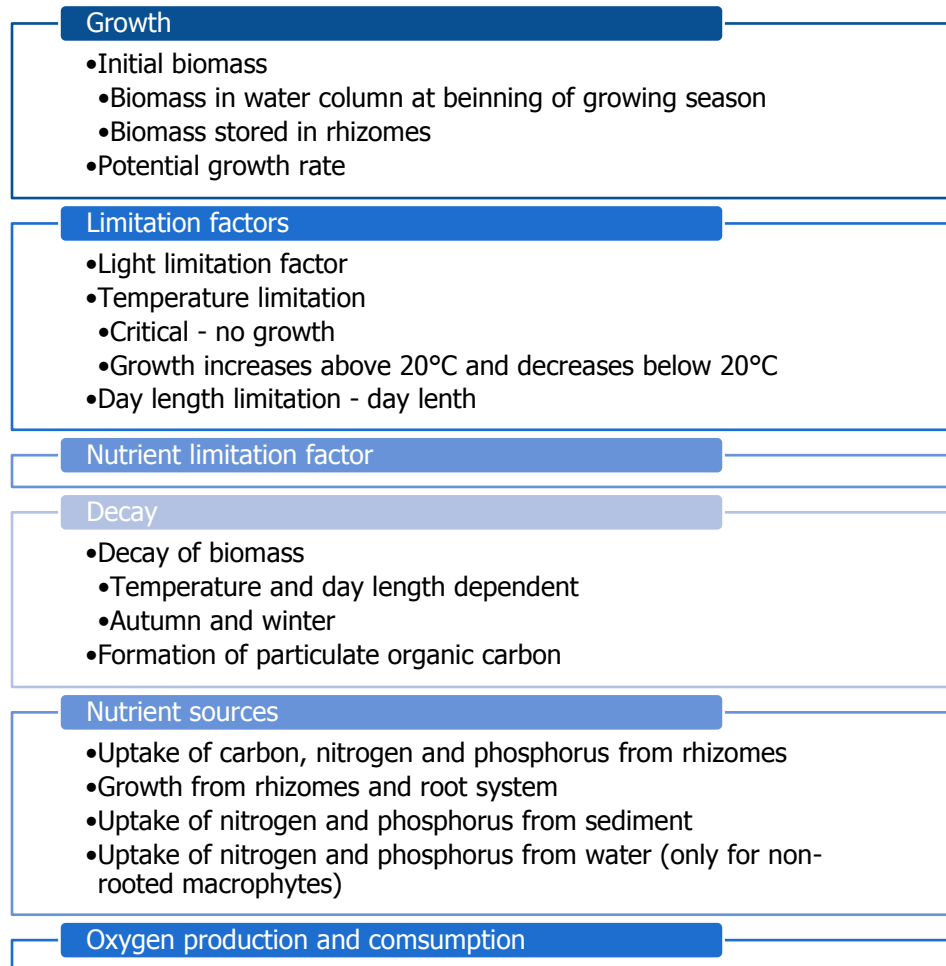 Growth
•Initial biomass
•Biomass in water column at beinning of growing season
•Biomass stored in rhizomes
•Potential growth rate
Limitation factors
•Light limitation factor
•Temperature limitation
•Critical - no growth
•Growth increases above 20°C and decreases below 20°C
•Day length limitation - day lenth
Nutrient limitation factor
Decay
•Decay of biomass
•Temperature and day length dependent
•Autumn and winter
•Formation of particulate organic carbon
Nutrient sources
•Uptake of carbon, nitrogen and phosphorus from rhizomes
•Growth from rhizomes and root system
•Uptake of nitrogen and phosphorus from sediment
•Uptake of nitrogen and phosphorus from water (only for non-
rooted macrophytes)
Oxygen production and comsumption